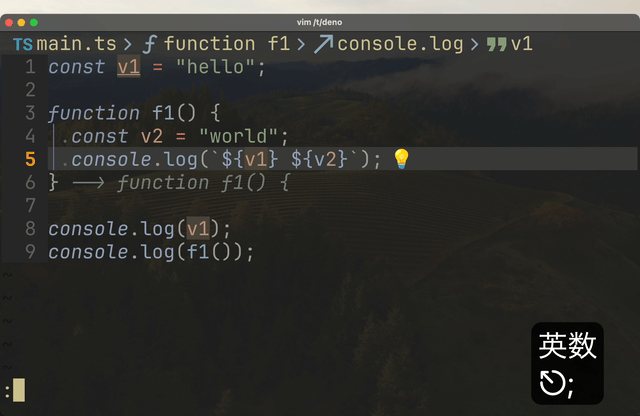 vim /t/deno
TS main.ts > ƒ function f1 > console.log > v1
1 const v1 = "hello";
2
3 function f1() {
4 const v2 = "world";
5 console.log(`${v1} ${v2}`);
6 } --> function f1() {
7
8 console.log(v1);
9 console.log(f1());
~
~
~
~
~
:
英数
⎋;